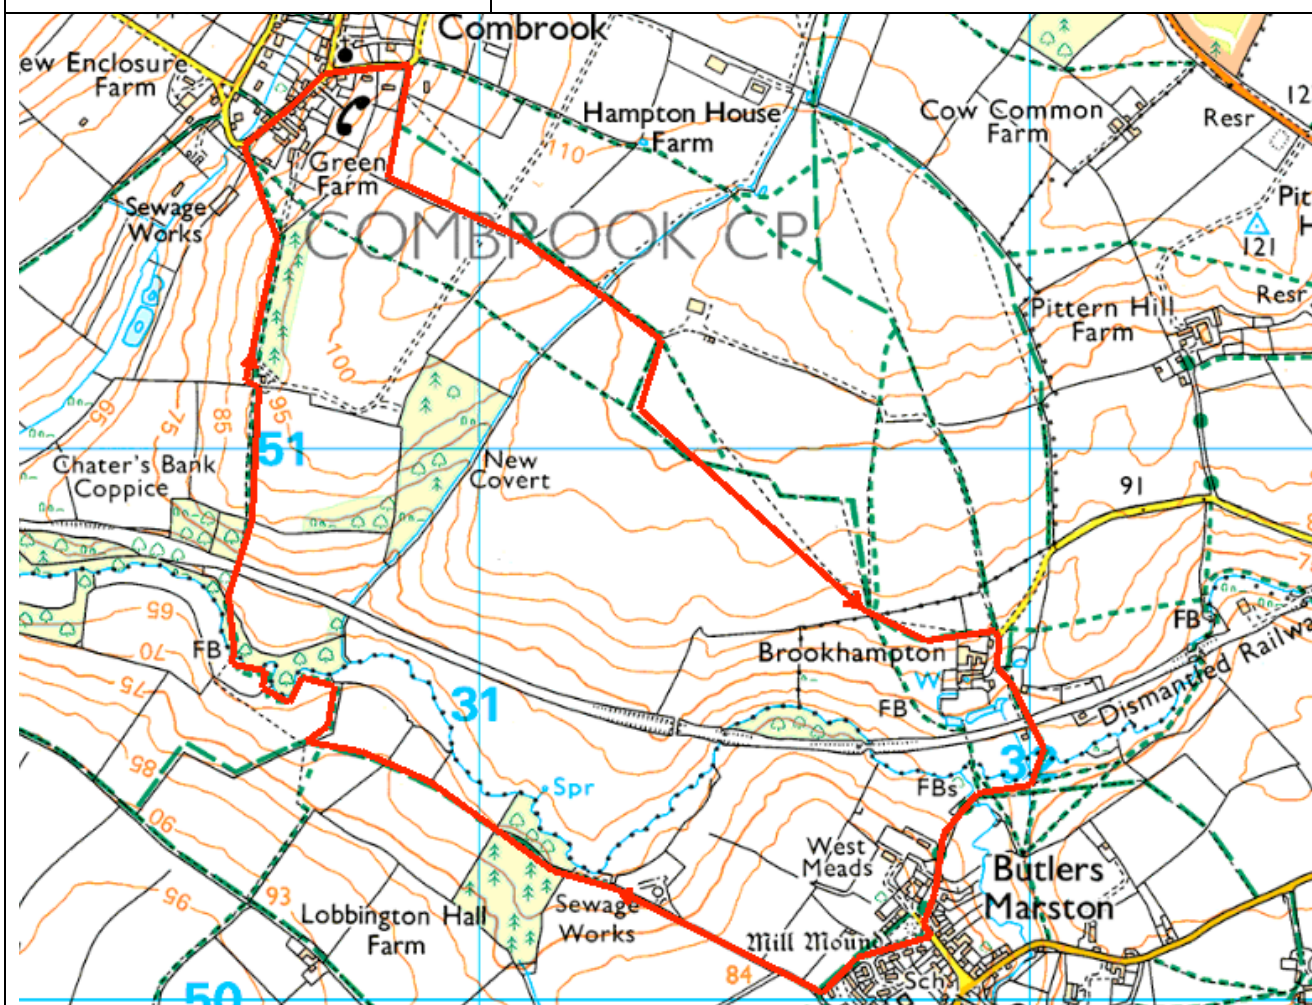 Combrook
ew Enclosure
Farm
Hampton House
Farm
Cow Common
Farm
Resr
12
Green
Farm
110
Sewage
Works
COMBROOK CP
Pit
H
121
Resr
Pittern Hill
Farm
100
95
85
75
65
51
Chater's Bank
Coppice
New
Covert
91
65
70
75
FB
FB
Brookhampton
W
FB
Dismantled Railwa
31
32
85
Spr
FBs
90
West
Meads
Butlers
Marston
95
93
Lobbington Hall
Farm
Sewage
Works
Mill Mound
84
Sch
50